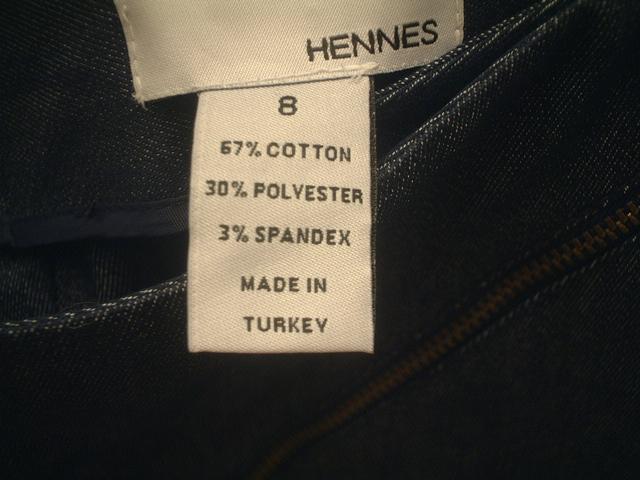 HENNES
8
67% COTTON
30% POLYESTER
3% SPANDEX
MADE IN
TURKEY